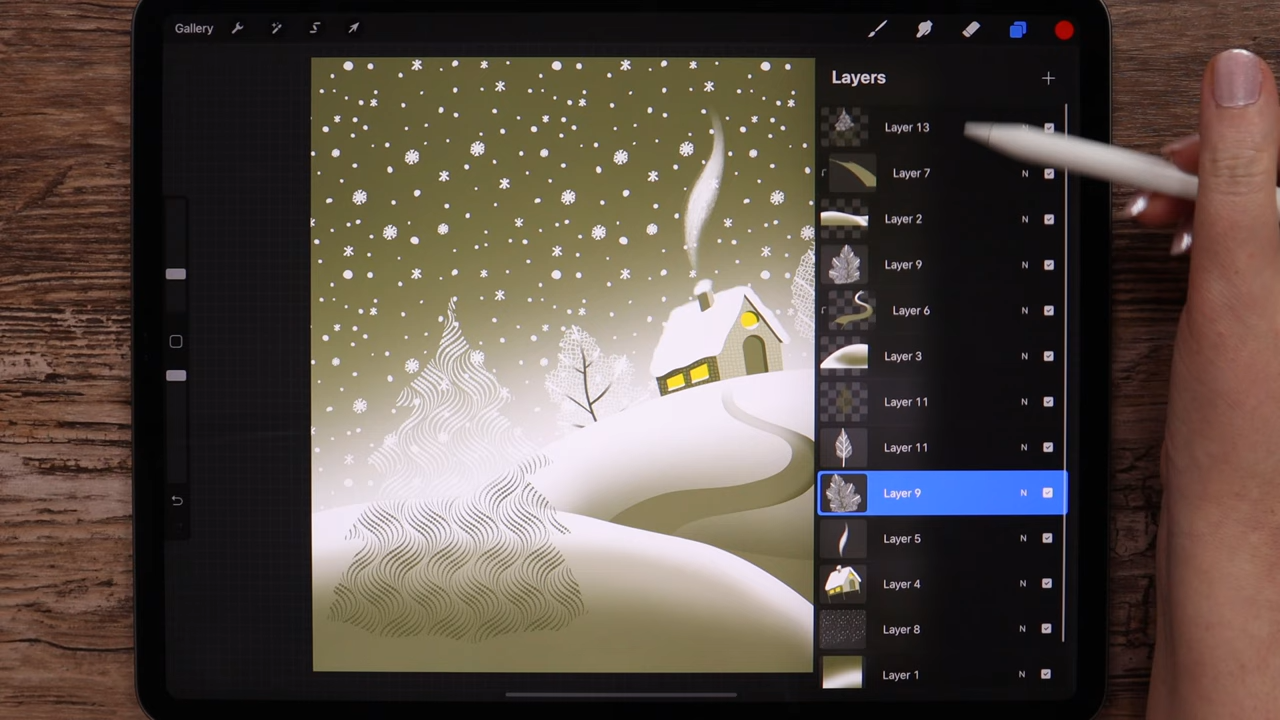 Gallery
Layers
Layer 13 N
Layer 7 N
Layer 2 N
Layer 9 N
Layer 6 N
Layer 3 N
Layer 11 N
Layer 11 N
Layer 9 N
Layer 5 N
Layer 4 N
Layer 8 N
Layer 1 N